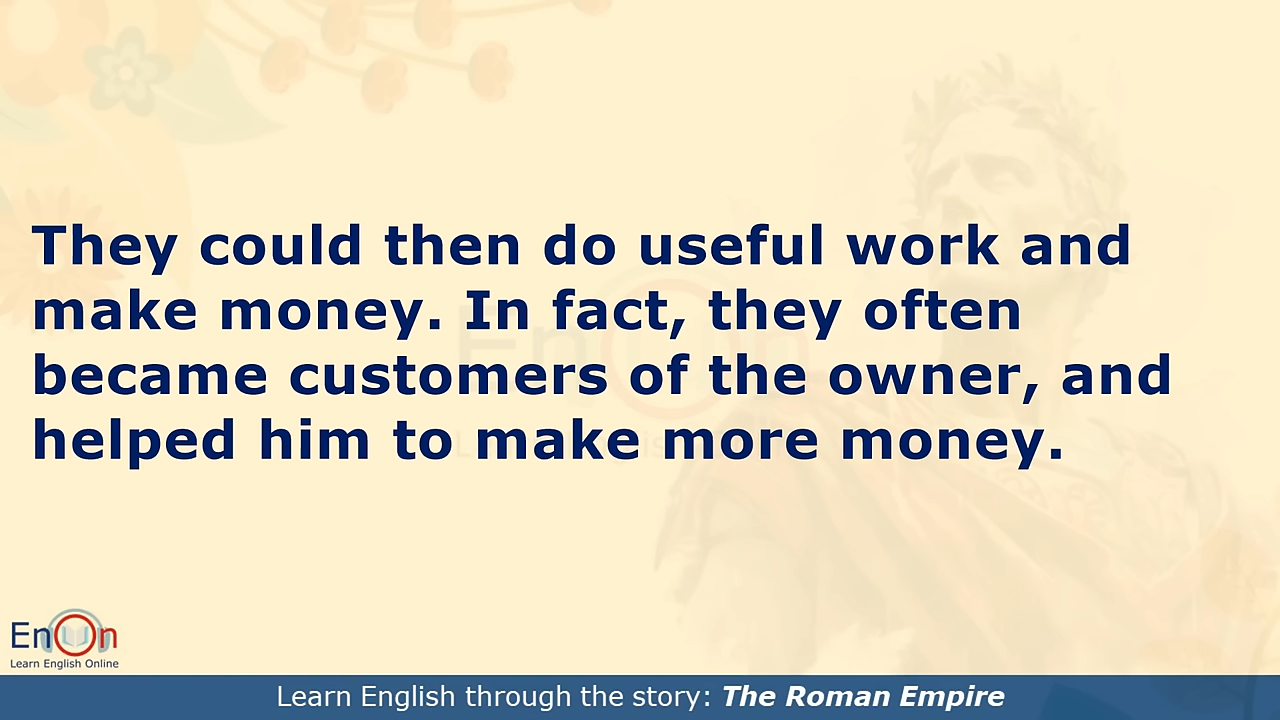 They could then do useful work and
make money. In fact, they often
became customers of the owner, and
helped him to make more money.
EnOn
Learn English Online
Learn English through the story: The Roman Empire